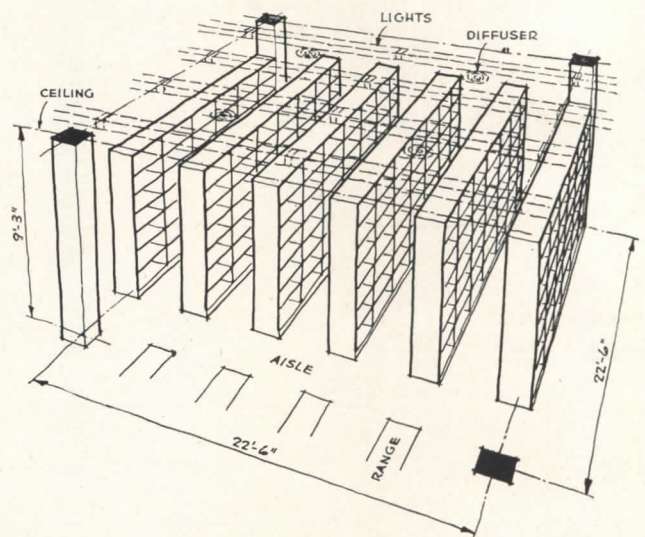 LIGHTS
DIFFUSER
CEILING
9'-3"
AISLE
22'-6"
22'-6"
RANGE